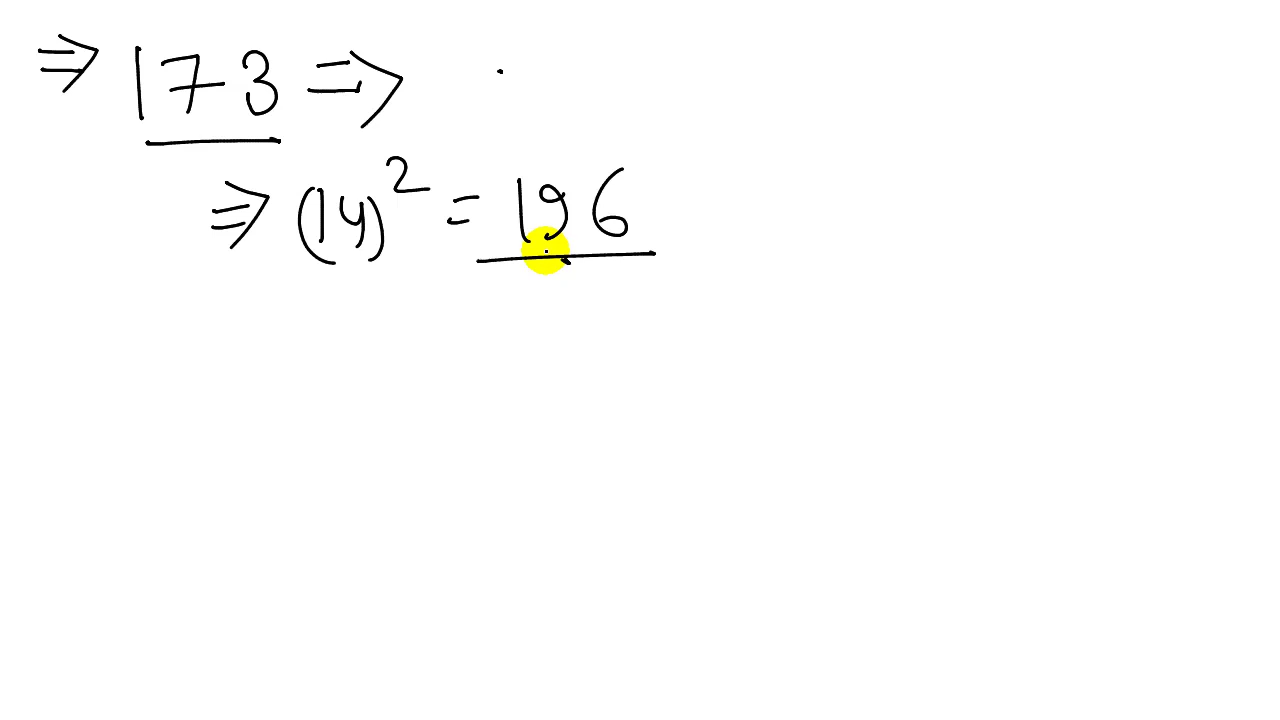 ⇒ 173 ⇒
⇒ (14)² = 196